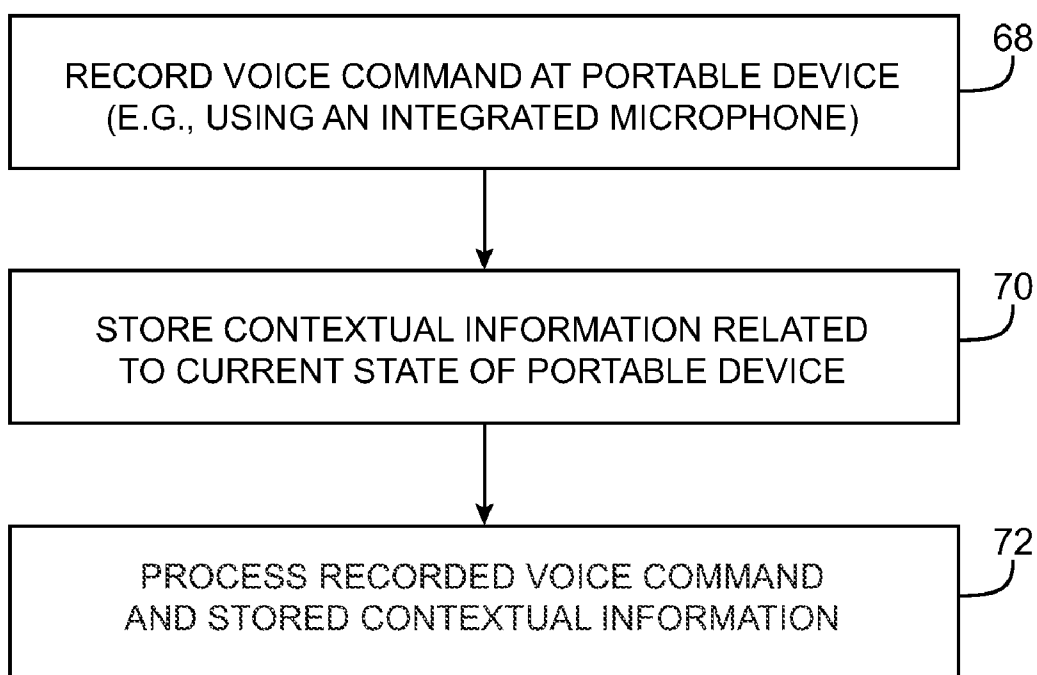 68
RECORD VOICE COMMAND AT PORTABLE DEVICE
(E.G., USING AN INTEGRATED MICROPHONE)
70
STORE CONTEXTUAL INFORMATION RELATED
TO CURRENT STATE OF PORTABLE DEVICE
72
PROCESS RECORDED VOICE COMMAND
AND STORED CONTEXTUAL INFORMATION